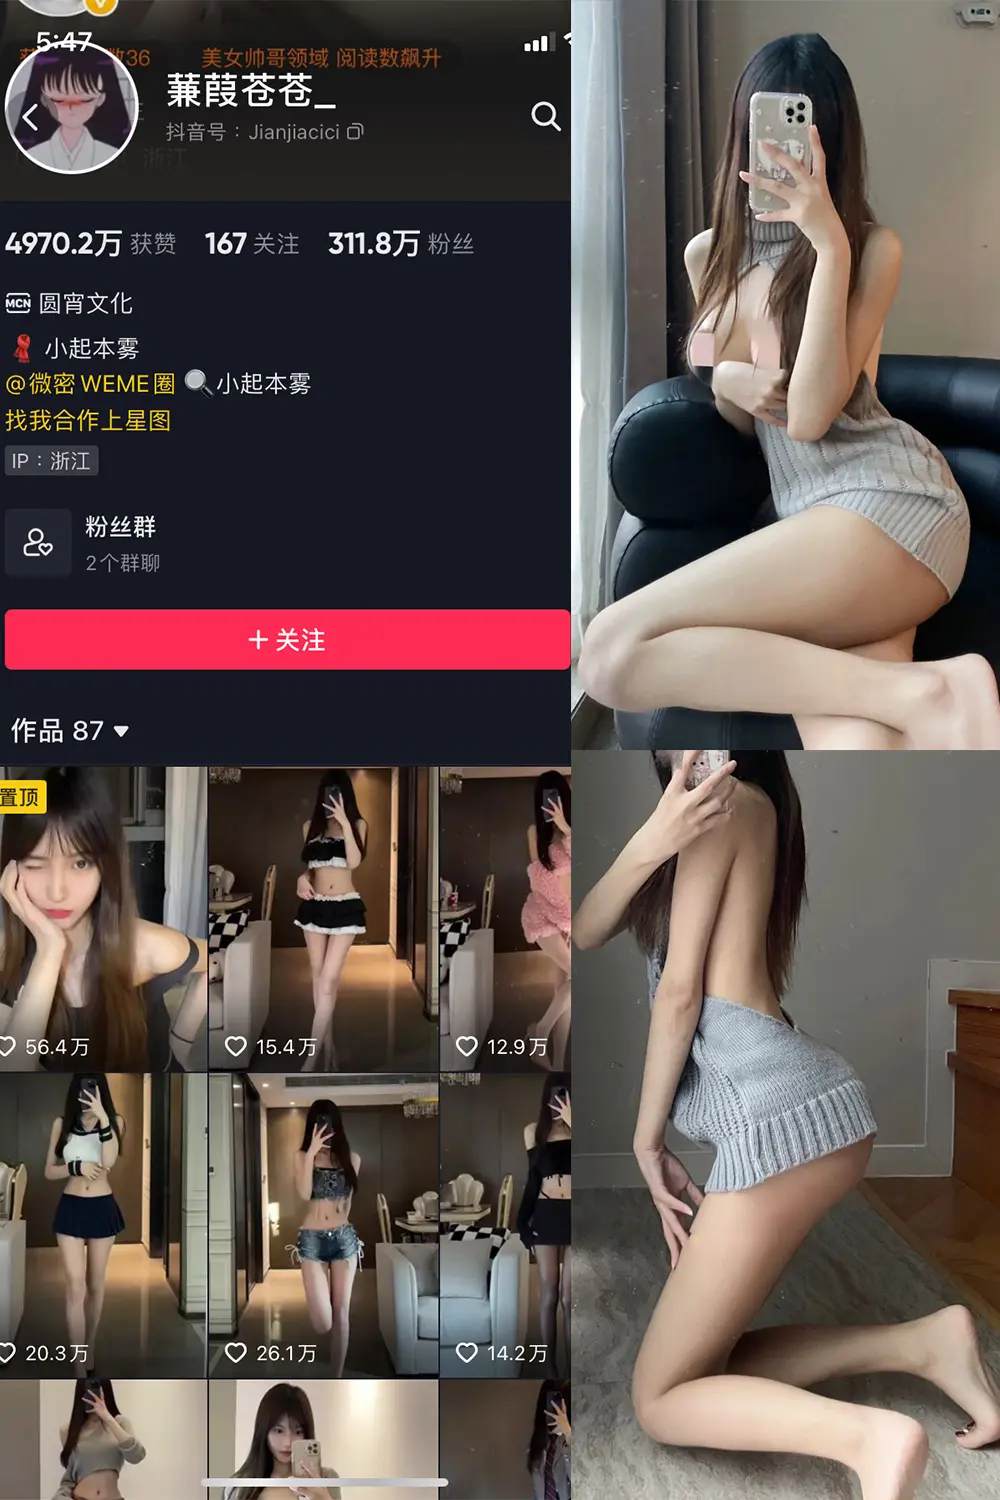 5:47
数36
美女帅哥领域 阅读数飙升
蒹葭苍苍_
抖音号：Jianjiacici
浙江
4970.2万 获赞 167 关注 311.8万 粉丝
MCN 圆宵文化
小起本雾
@微密 WEME圈 小起本雾
找我合作上星图
IP：浙江
粉丝群
2个群聊
+ 关注
作品 87
置顶
56.4万 15.4万 12.9万
20.3万 26.1万 14.2万